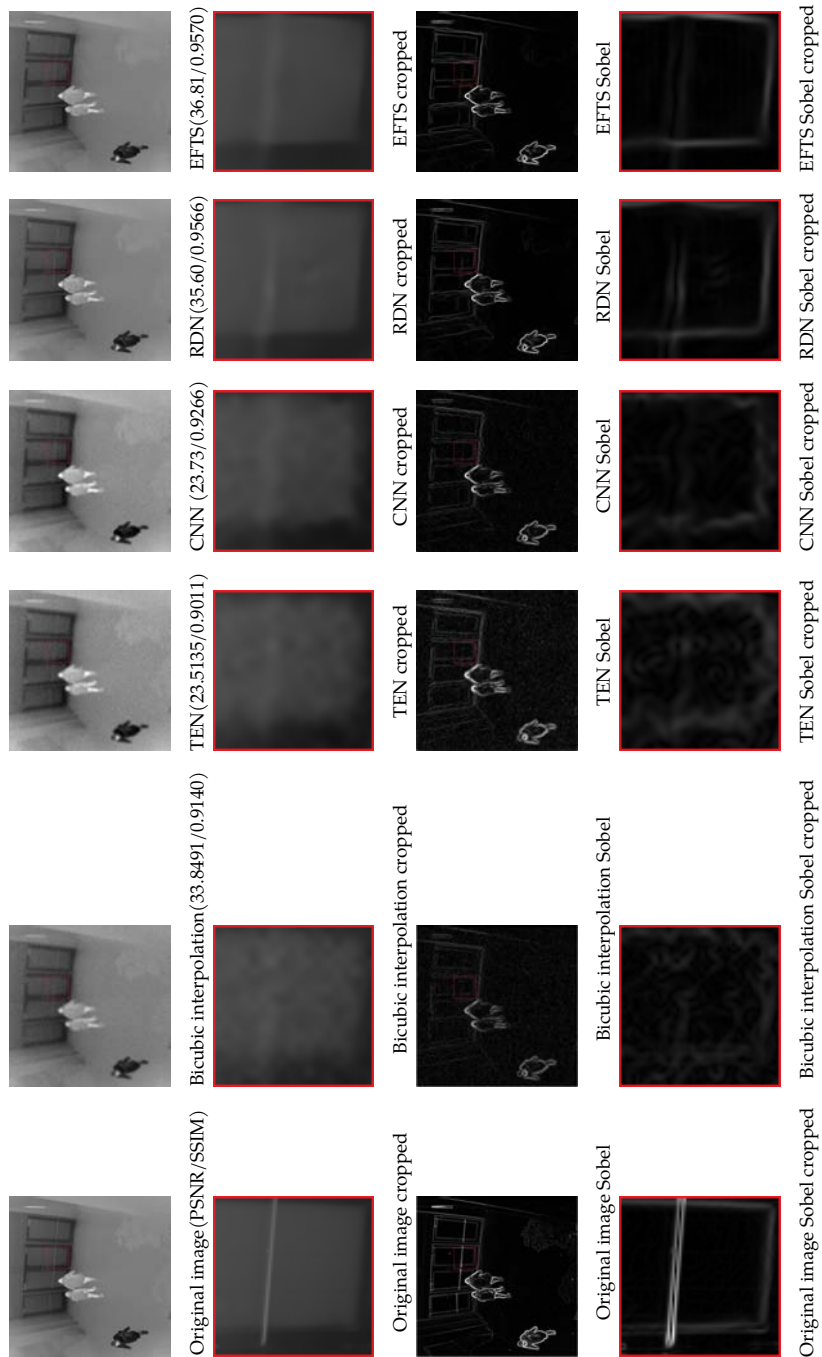 Original image(PSNR/SSIM)
Bicubic interpolation(33.8491/0.9140)
TEN(23.5135/0.9011)
CNN (23.73/0.9266)
RDN(35.60/0.9566)
EFTS(36.81/0.9570)
Original image cropped
Bicubic interpolation cropped
TEN cropped
CNN cropped
RDN cropped
EFTS cropped
Original image Sobel
Bicubic interpolation Sobel
TEN Sobel
CNN Sobel
RDN Sobel
EFTS Sobel
Original image Sobel cropped
Bicubic interpolation Sobel cropped
TEN Sobel cropped
CNN Sobel cropped
RDN Sobel cropped
EFTS Sobel cropped